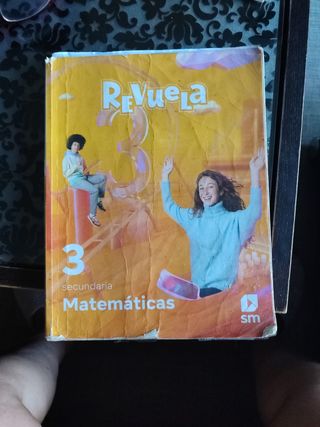 Revuela
3
secundaria
Matemáticas
sm